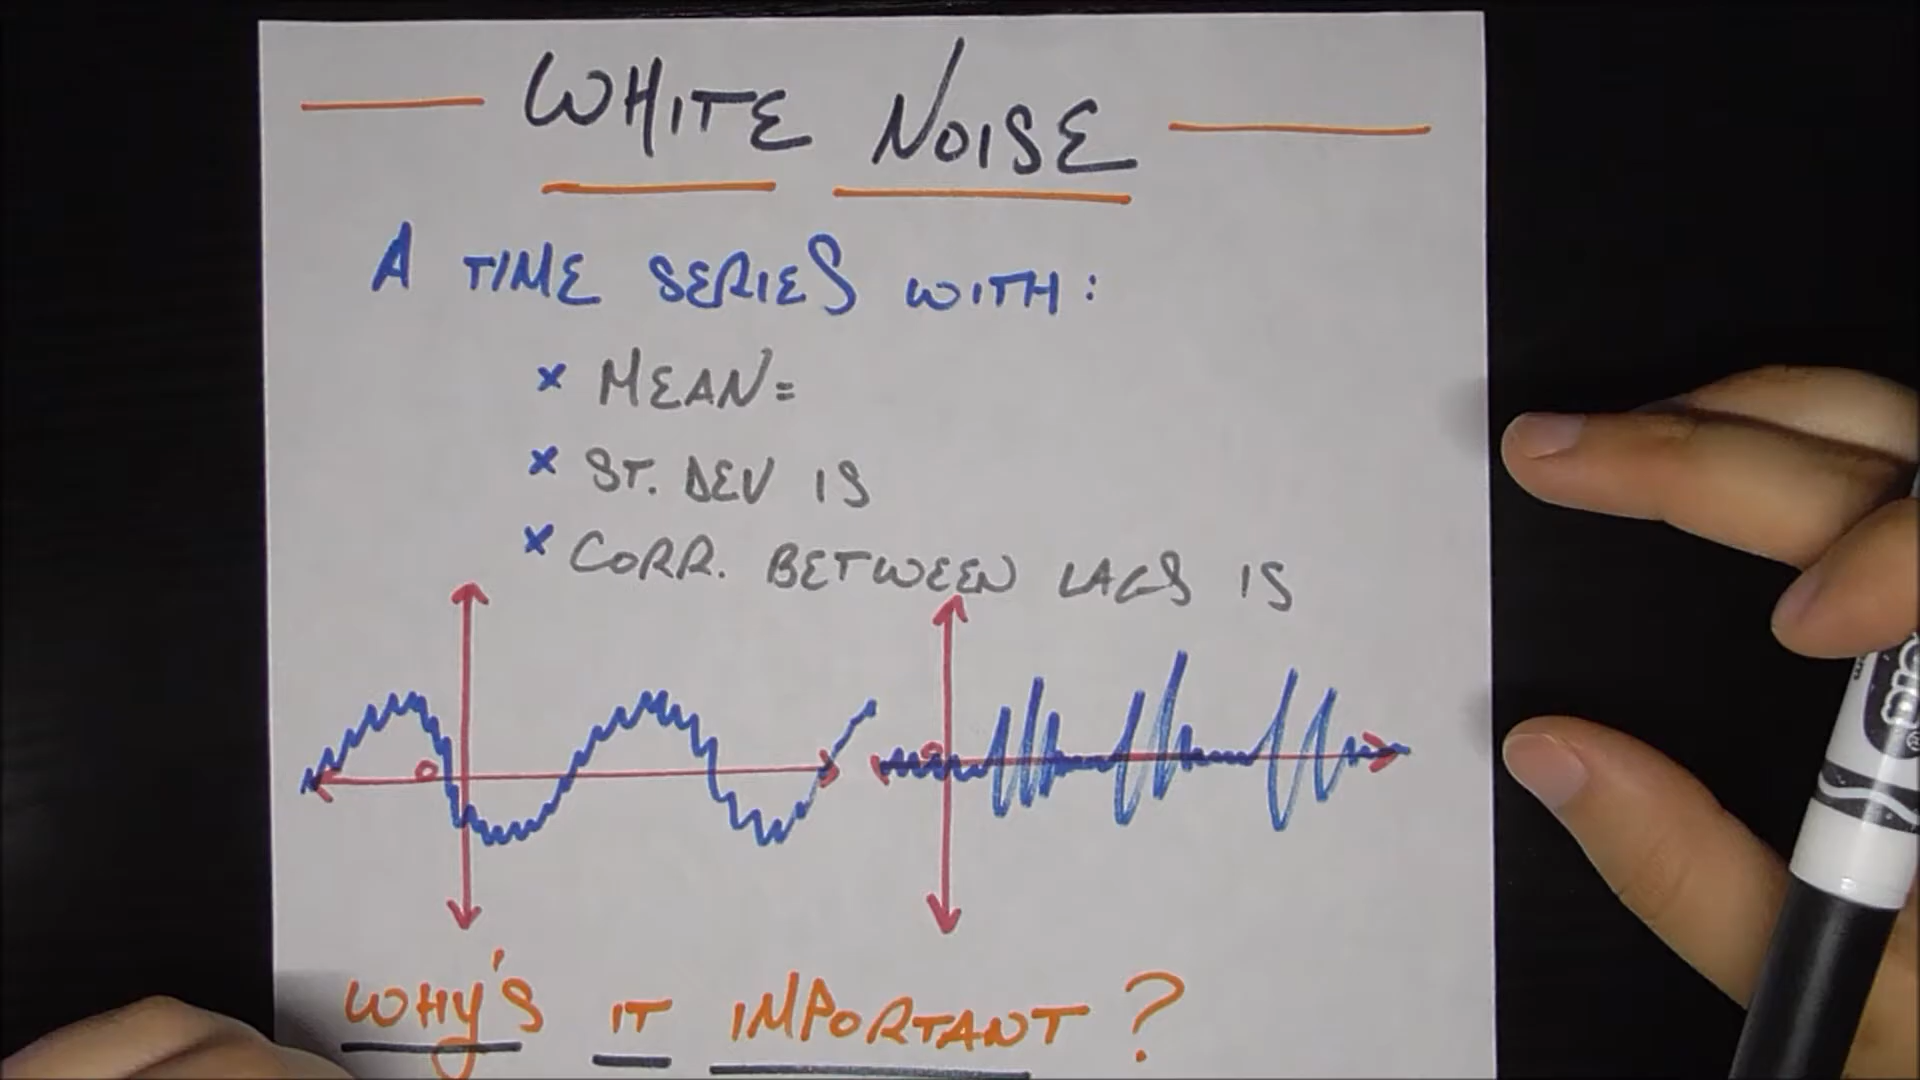 WHITE NOISE
A TIME SERIES WITH:
x MEAN=
x ST. DEV IS
x CORR. BETWEEN LAGS IS
WHY'S IT IMPORTANT?